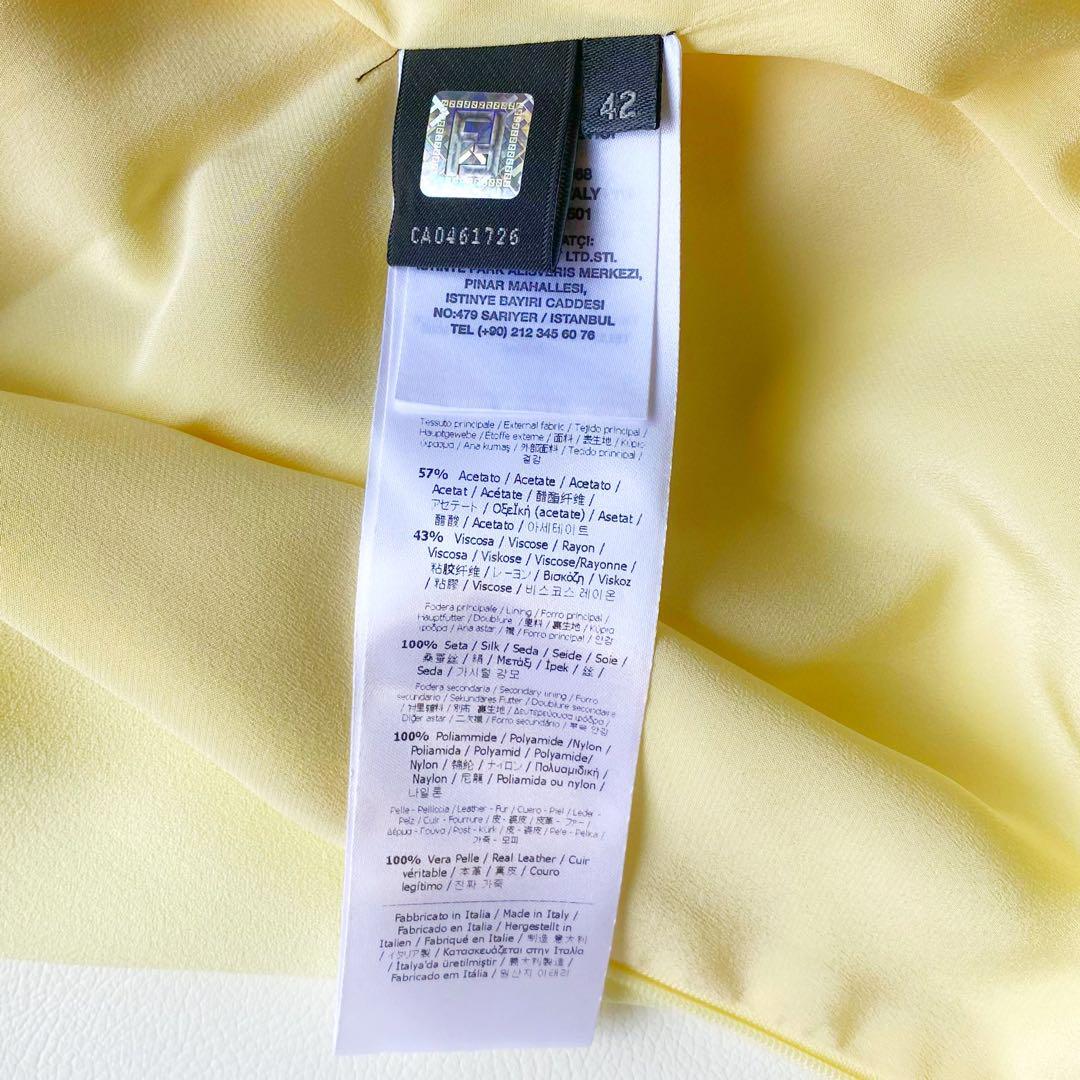 42
CA0461726
68
ALY
601
ATÇI:
LTD.STI.
ISTINYE PARK ALISVERIS MERKEZI,
PINAR MAHALLESI,
ISTINYE BAYIRI CADDESI
NO:479 SARIYER / ISTANBUL
TEL (+90) 212 345 60 76
Tessuto principale / External fabric / Tejido principal /
Hauptgewebe / Étoffe externe / 面料 / 表生地 / Κύριο
ύφασμα / Ana kumaş / 外部面料 / Tecido principal /
겉감
57% Acetato / Acetate / Acetato /
Acetat / Acétate / 醋酯纤维 /
アセテート / Οξεϊκή (acetate) / Asetat /
醋酸 / Acetato / 아세테이트
43% Viscosa / Viscose / Rayon /
Viscosa / Viskose / Viscose/Rayonne /
粘胶纤维 / レーヨン / Βισκόζη / Viskoz
/ 粘膠 / Viscose / 비스코스 레이온
Fodera principale / Lining / Forro principal /
Hauptfutter / Doublure / 里料 / 裏生地 / Κύρια
φόδρα / Ana astar / 襯 / Forro principal / 안감
100% Seta / Silk / Seda / Seide / Soie /
桑蚕丝 / 絹 / Μετάξι / İpek / 丝 /
Seda / 가시털 강모
Fodera secondaria / Secondary lining / Forro
secundario / Sekundäres Futter / Doublure secondaire
/ 衬里辅料 / 別布 裏生地 / Δευτερεύουσα φόδρα /
Diğer astar / 二次襯 / Forro secundário / 부속 안감
100% Poliammide / Polyamide /Nylon /
Poliamida / Polyamid / Polyamide/
Nylon / 锦纶 / ナイロン / Πολυαμιδική /
Naylon / 尼龍 / Poliamida ou nylon /
나일론
Pelle - Pelliccia / Leather - Fur / Cuero - Piel / Leder -
Pelz / Cuir - Fourrure / 皮 - 裘皮 / 皮革 - ファー /
Δέρμα - Γούνα / Post - Kürk / 皮 - 裘皮 / Pele - Pelica /
가죽 - 모피
100% Vera Pelle / Real Leather / Cuir
véritable / 本革 / 真皮 / Couro
legítimo / 진짜 가죽
Fabbricato in Italia / Made in Italy /
Fabricado en Italia / Hergestellt in
Italien / Fabriqué en Italie / 制造 意大利
/ イタリア製 / Κατασκευάζεται στην Ιταλία
/ İtalya'da üretilmiştir / 義大利製造 /
Fabricado em Itália / 원산지 이태리